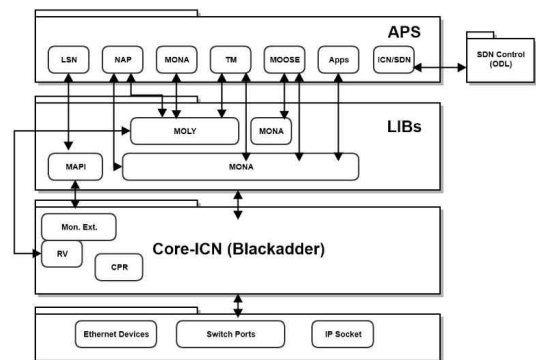 APS
LSN NAP MONA TM MOOSE Apps ICN/SDN
SDN Control
(ODL)
LIBs
MOLY MONA
MAPI MONA
Mon. Ext.
RV
Core-ICN (Blackadder)
CPR
Ethernet Devices Switch Ports IP Socket